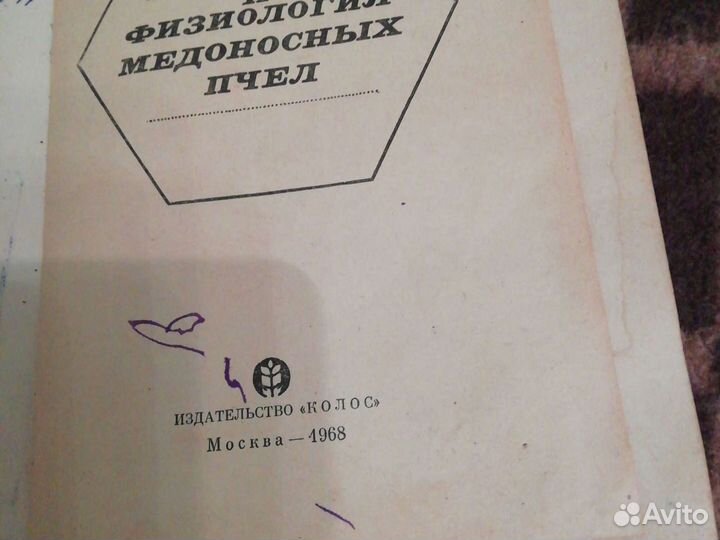 И
ФИЗИОЛОГИЯ
МЕДОНОСНЫХ
ПЧЕЛ
ИЗДАТЕЛЬСТВО «КОЛОС»
Москва — 1968
Avito